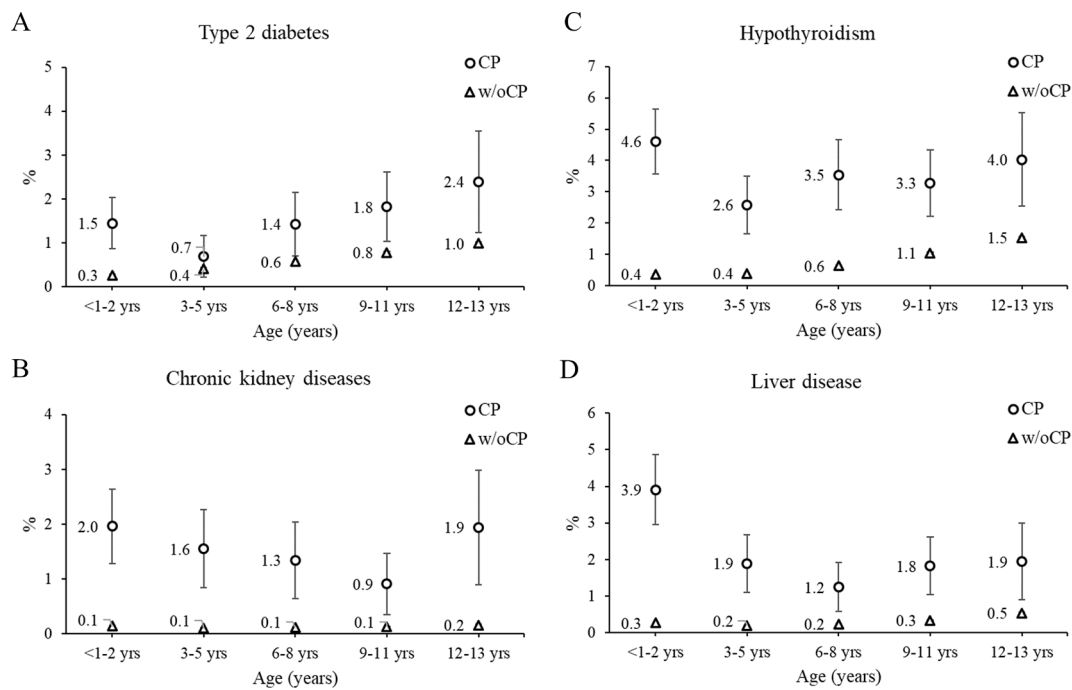 A
Type 2 diabetes
CP
w/oCP
5
4
3
2
1
0
%
1.5
0.7
1.4
1.8
2.4
0.3
0.4
0.6
0.8
1.0
<1-2 yrs 3-5 yrs 6-8 yrs 9-11 yrs 12-13 yrs
Age (years)
C
Hypothyroidism
CP
w/oCP
7
6
5
4
3
2
1
0
%
4.6
2.6
3.5
3.3
4.0
0.4
0.4
0.6
1.1
1.5
<1-2 yrs 3-5 yrs 6-8 yrs 9-11 yrs 12-13 yrs
Age (years)
B
Chronic kidney diseases
CP
w/oCP
4
3
2
1
0
%
2.0
1.6
1.3
0.9
1.9
0.1
0.1
0.1
0.1
0.2
<1-2 yrs 3-5 yrs 6-8 yrs 9-11 yrs 12-13 yrs
Age (years)
D
Liver disease
CP
w/oCP
6
5
4
3
2
1
0
%
3.9
1.9
1.2
1.8
1.9
0.3
0.2
0.2
0.3
0.5
<1-2 yrs 3-5 yrs 6-8 yrs 9-11 yrs 12-13 yrs
Age (years)